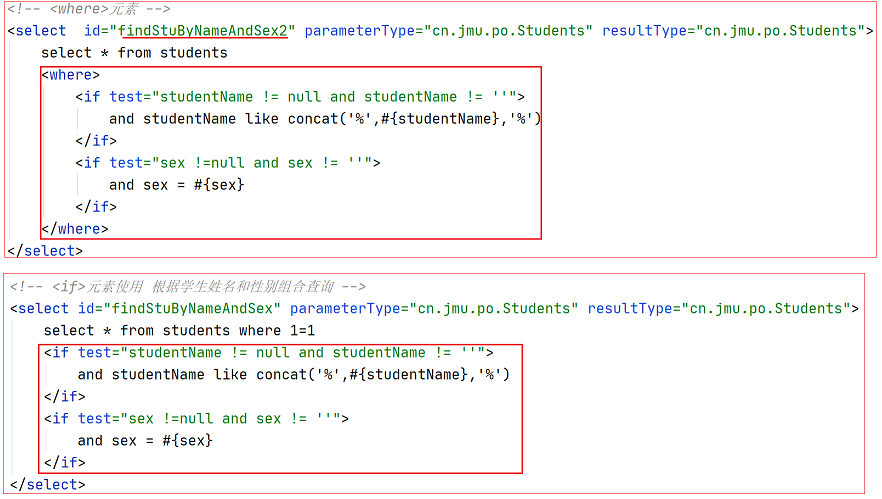 <!-- <where>元素 -->
<select  id="findStuByNameAndSex2" parameterType="cn.jmu.po.Students" resultType="cn.jmu.po.Students">
    select * from students
    <where>
        <if test="studentName != null and studentName != ''">
            and studentName like concat('%',#{studentName},'%')
        </if>
        <if test="sex !=null and sex != ''">
            and sex = #{sex}
        </if>
    </where>
</select>
<!-- <if>元素使用 根据学生姓名和性别组合查询 -->
<select id="findStuByNameAndSex" parameterType="cn.jmu.po.Students" resultType="cn.jmu.po.Students">
    select * from students where 1=1
    <if test="studentName != null and studentName != ''">
        and studentName like concat('%',#{studentName},'%')
    </if>
    <if test="sex !=null and sex != ''">
        and sex = #{sex}
    </if>
</select>